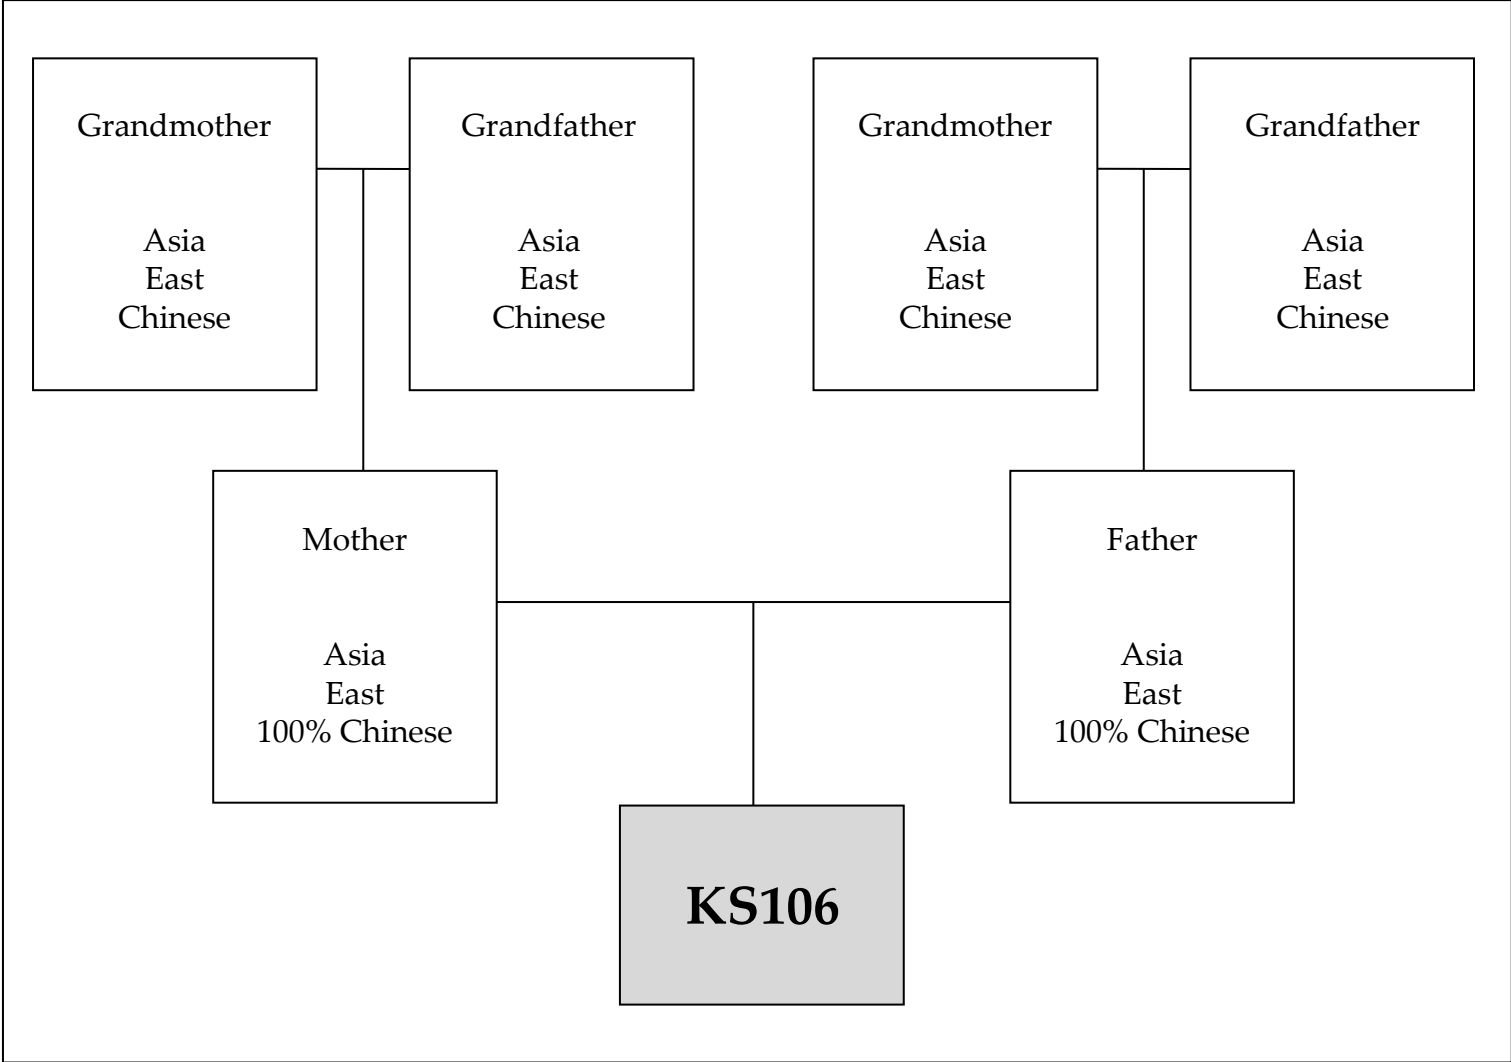 Grandmother
Asia
East
Chinese
Grandfather
Asia
East
Chinese
Grandmother
Asia
East
Chinese
Grandfather
Asia
East
Chinese
Mother
Asia
East
100% Chinese
Father
Asia
East
100% Chinese
KS106